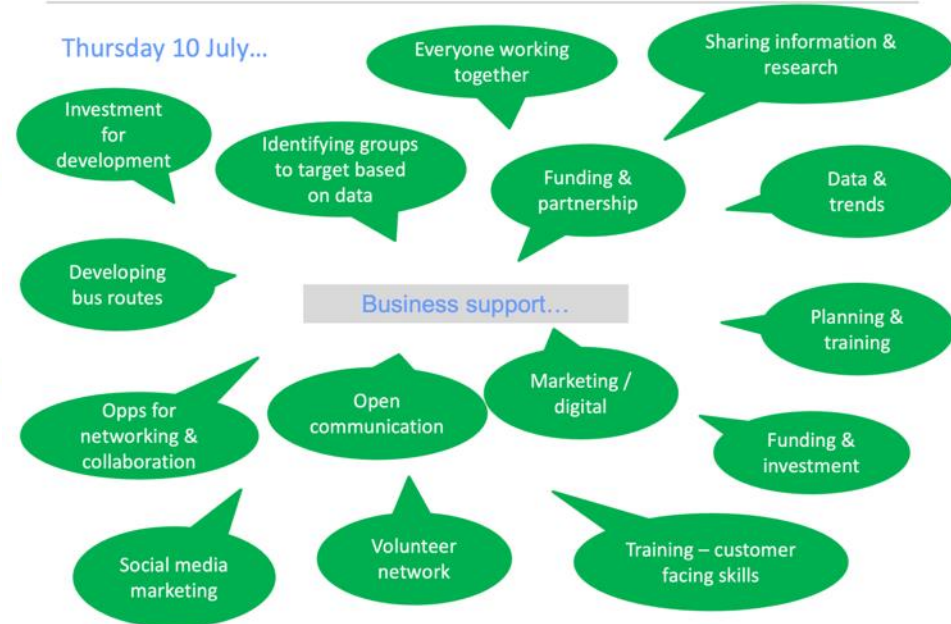 Thursday 10 July...
Everyone working
together
Sharing information &
research
Investment
for
development
Identifying groups
to target based
on data
Funding &
partnership
Data &
trends
Developing
bus routes
Business support...
Planning &
training
Opps for
networking &
collaboration
Open
communication
Marketing /
digital
Funding &
investment
Social media
marketing
Volunteer
network
Training – customer
facing skills